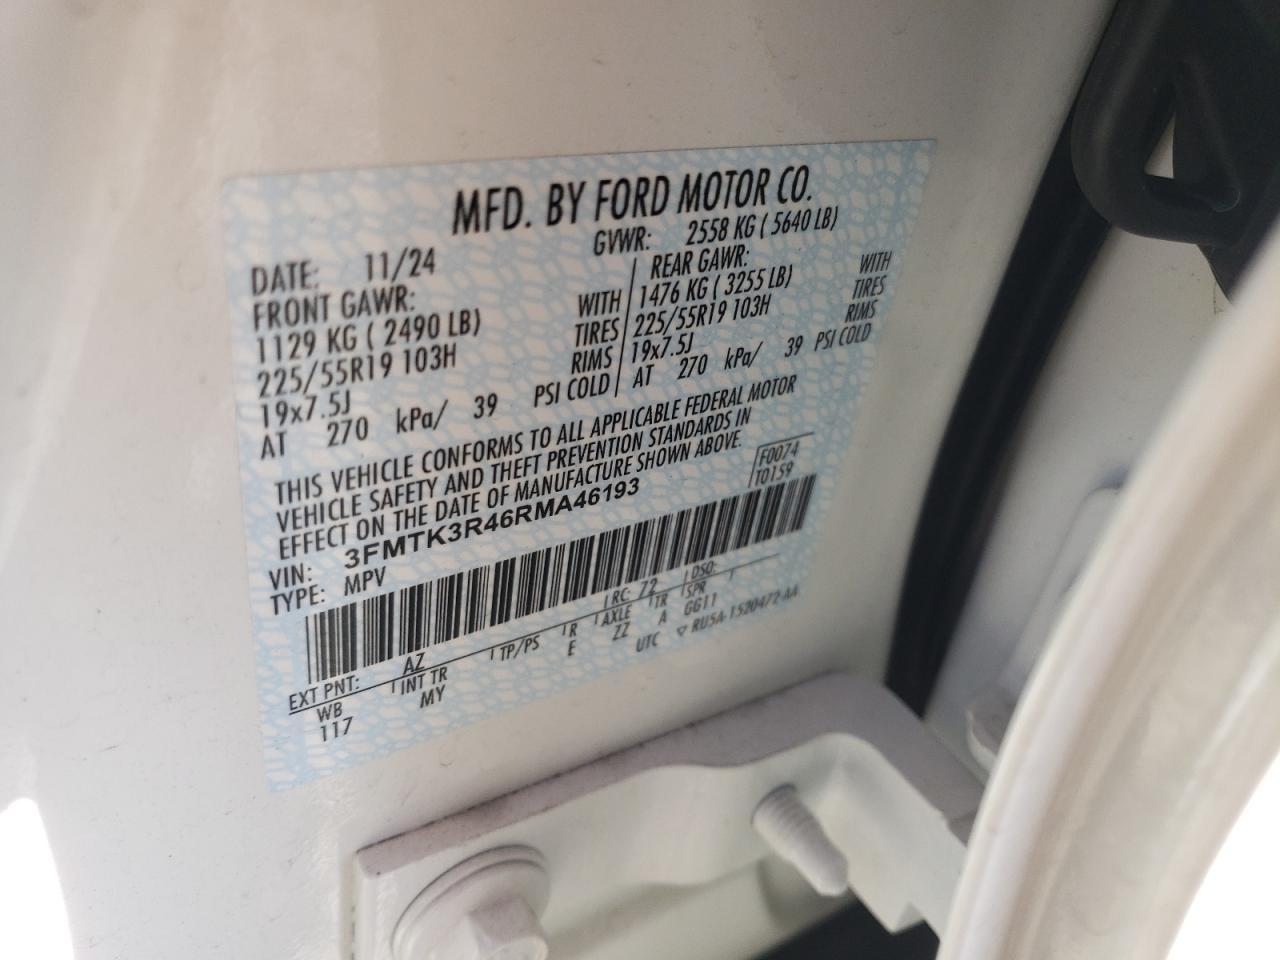 MFD. BY FORD MOTOR CO.
DATE: 11/24 GVWR: 2558 KG ( 5640 LB)
FRONT GAWR: REAR GAWR:
1129 KG ( 2490 LB) WITH 1476 KG ( 3255 LB) WITH
225/55R19 103H TIRES 225/55R19 103H TIRES
19x7.5J RIMS 19x7.5J RIMS
AT 270 kPa/ 39 PSI COLD AT 270 kPa/ 39 PSI COLD
THIS VEHICLE CONFORMS TO ALL APPLICABLE FEDERAL MOTOR
VEHICLE SAFETY AND THEFT PREVENTION STANDARDS IN
EFFECT ON THE DATE OF MANUFACTURE SHOWN ABOVE.
F0074
T0159
VIN: 3FMTK3R46RMA46193
TYPE: MPV
EXT PNT: AZ RC: 72 DSO:
WB INT TR TP/PS R AXLE TR SPR
117 MY E ZZ A GG11
UTC ▽ RU5A-1520472-AA